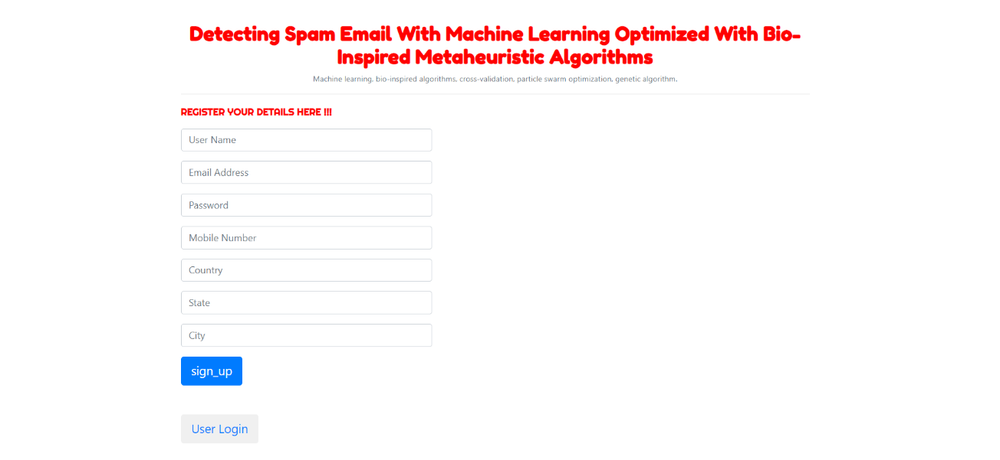 Detecting Spam Email With Machine Learning Optimized With Bio-
Inspired Metaheuristic Algorithms
Machine learning, bio-inspired algorithms, cross-validation, particle swarm optimization, genetic algorithm.
REGISTER YOUR DETAILS HERE !!!
User Name
Email Address
Password
Mobile Number
Country
State
City
sign_up
User Login